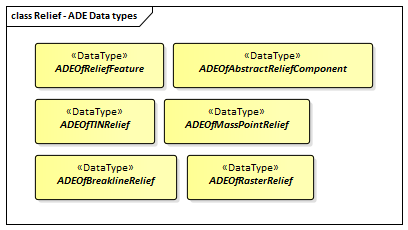 class Relief - ADE Data types
«DataType»
ADEOfReliefFeature
«DataType»
ADEOfAbstractReliefComponent
«DataType»
ADEOfTINRelief
«DataType»
ADEOfMassPointRelief
«DataType»
ADEOfBreaklineRelief
«DataType»
ADEOfRasterRelief